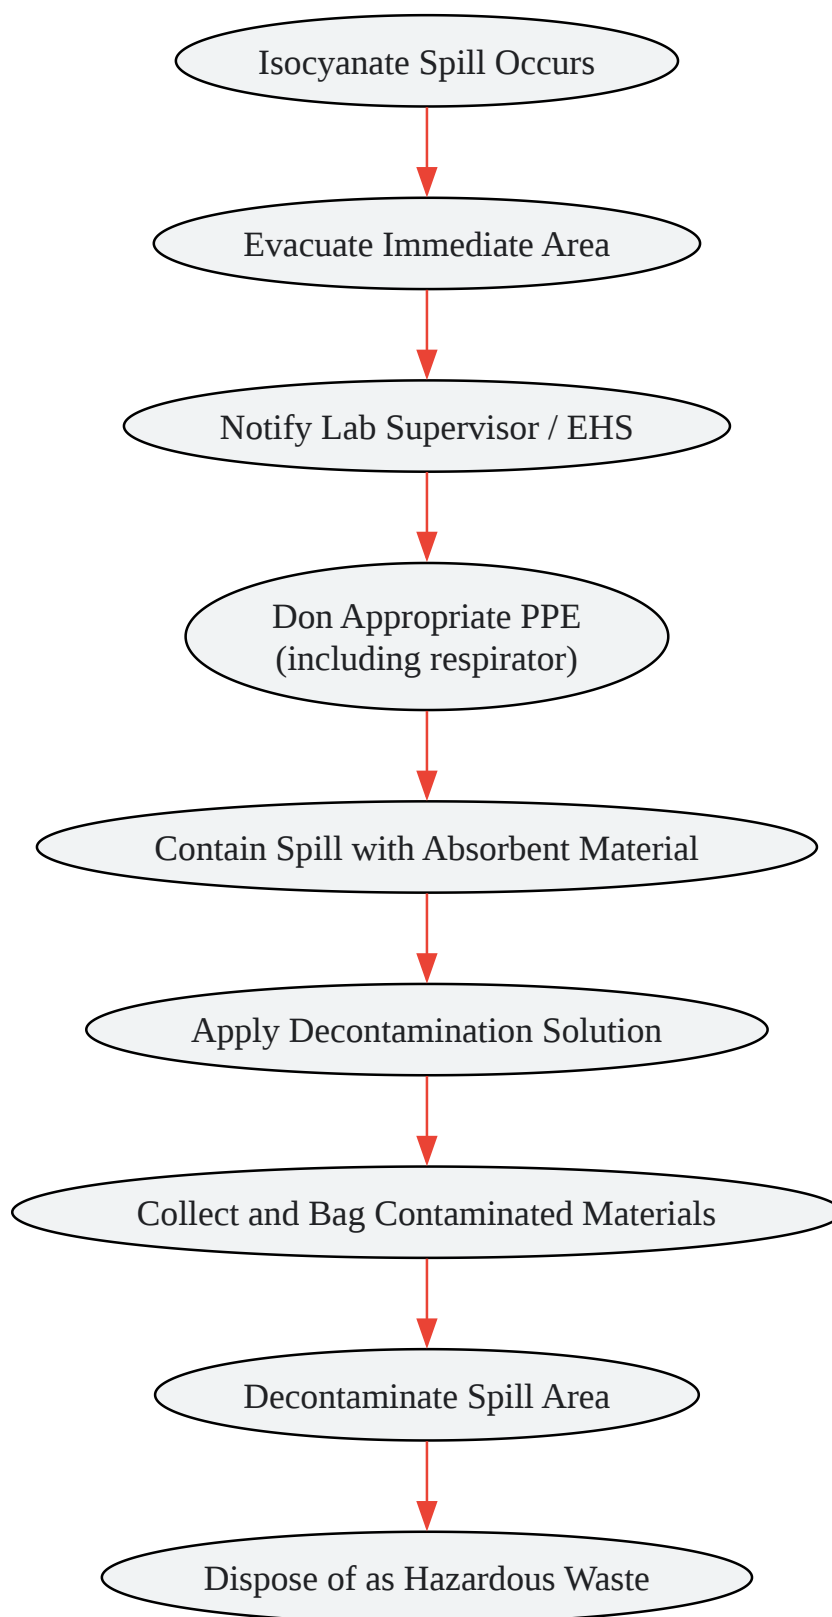 Isocyanate Spill Occurs
Evacuate Immediate Area
Notify Lab Supervisor / EHS
Don Appropriate PPE
(including respirator)
Contain Spill with Absorbent Material
Apply Decontamination Solution
Collect and Bag Contaminated Materials
Decontaminate Spill Area
Dispose of as Hazardous Waste